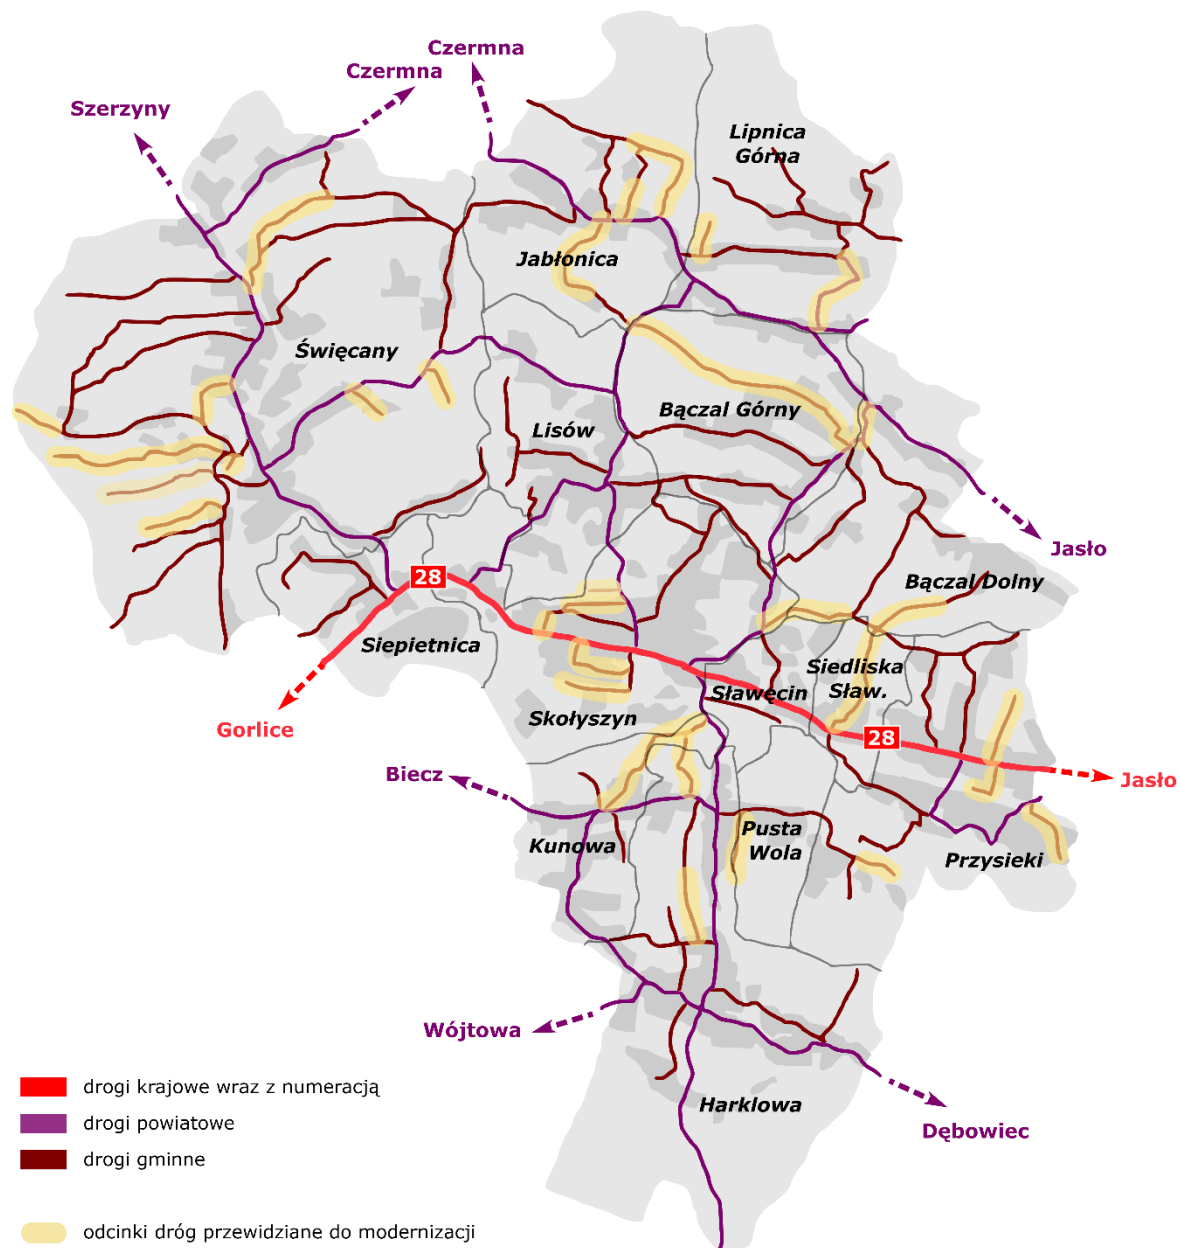 Czermna
Czermna
Szerzyny
Lipnica
Górna
Jabłonica
Święcany
Bączal Górny
Lisów
Jasło
28
Bączal Dolny
Siepietnica
Siedliska
Sław.
Sławęcin
Skołyszyn
Gorlice
28
Biecz
Jasło
Pusta
Wola
Kunowa
Przysieki
Wójtowa
Harklowa
Dębowiec
drogi krajowe wraz z numeracją
drogi powiatowe
drogi gminne
odcinki dróg przewidziane do modernizacji